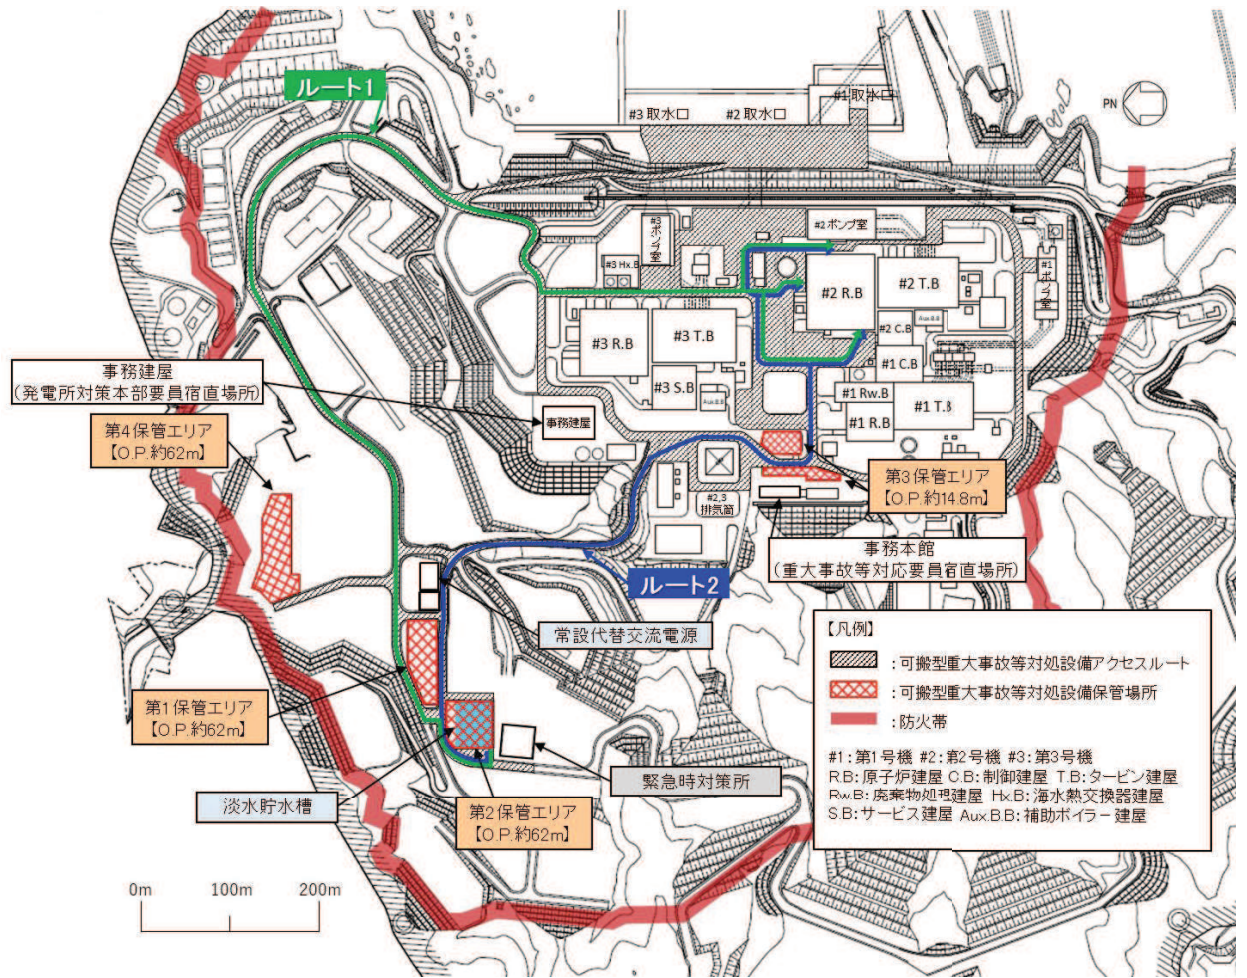 ルート1
#1取水口
#3取水口
#2取水口
PN
#3ポンプ室
#2ポンプ室
#1ポンプ室
#3 Hx.B
#2 R.B
#2 T.B
#2 C.B
Aux.B.B
#3 R.B
#3 T.B
#1 C.B
#3 S.B
Aux.B.B
#1 Rw.B
#1 T.B
#1 R.B
事務建屋
(発電所対策本部要員宿直場所)
事務建屋
第4保管エリア
【O.P.約62m】
第3保管エリア
【O.P.約14.8m】
#2,3
排気筒
事務本館
(重大事故等対応要員宿直場所)
ルート2
常設代替交流電源
第1保管エリア
【O.P.約62m】
緊急時対策所
淡水貯水槽
第2保管エリア
【O.P.約62m】
0m 100m 200m
【凡例】
:可搬型重大事故等対処設備アクセスルート
:可搬型重大事故等対処設備保管場所
:防火帯
#1:第1号機 #2:第2号機 #3:第3号機
R.B:原子炉建屋 C.B:制御建屋 T.B:タービン建屋
Rw.B:廃棄物処理建屋 Hx.B:海水熱交換器建屋
S.B:サービス建屋 Aux.B.B:補助ボイラー建屋